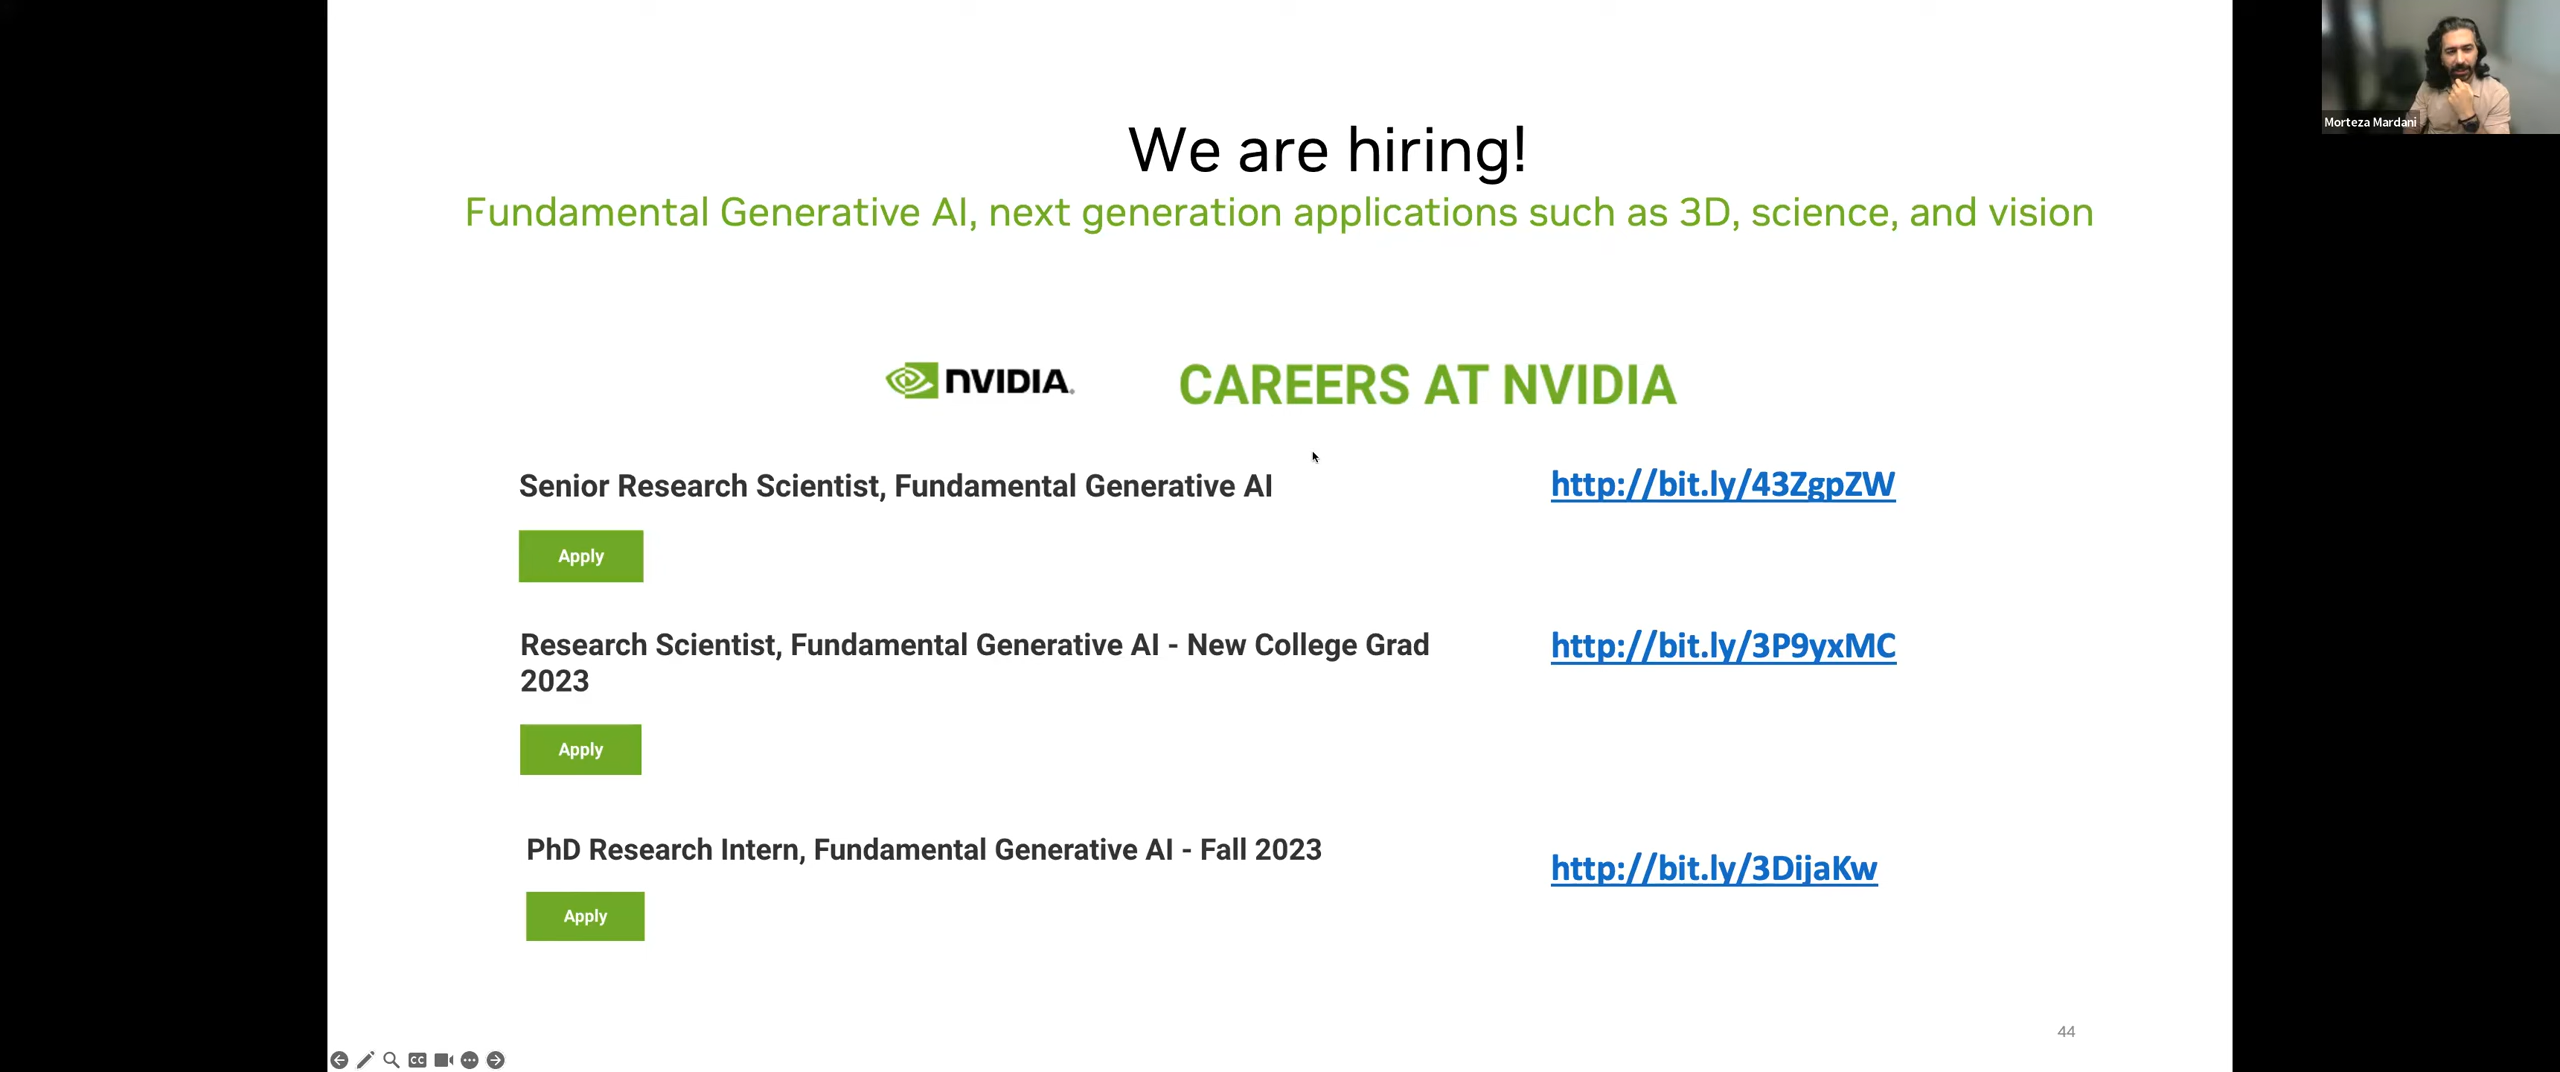 Morteza Mardani
We are hiring!
Fundamental Generative AI, next generation applications such as 3D, science, and vision
NVIDIA.
CAREERS AT NVIDIA
Senior Research Scientist, Fundamental Generative AI
http://bit.ly/43ZgpZW
Apply
Research Scientist, Fundamental Generative AI - New College Grad
2023
http://bit.ly/3P9yxMC
Apply
PhD Research Intern, Fundamental Generative AI - Fall 2023
http://bit.ly/3DijaKw
Apply
44
CC